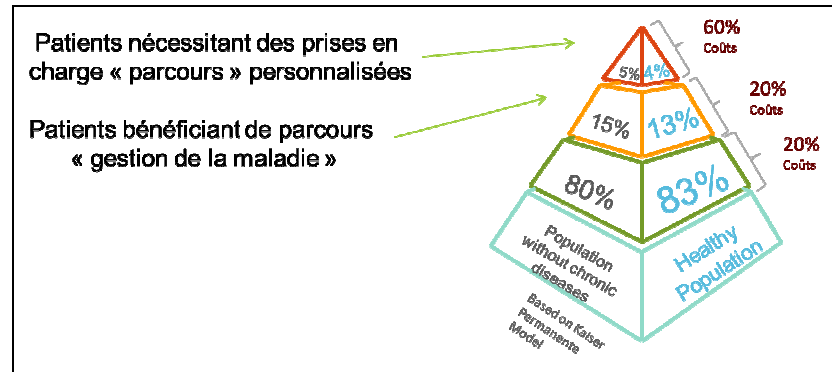 Patients nécessitant des prises en
charge « parcours » personnalisées
Patients bénéficiant de parcours
« gestion de la maladie »
60%
Coûts
5%
4%
20%
Coûts
15%
13%
20%
Coûts
80%
83%
Population
without chronic
diseases
Healthy
Population
Based on Kaiser
Permanente
Model